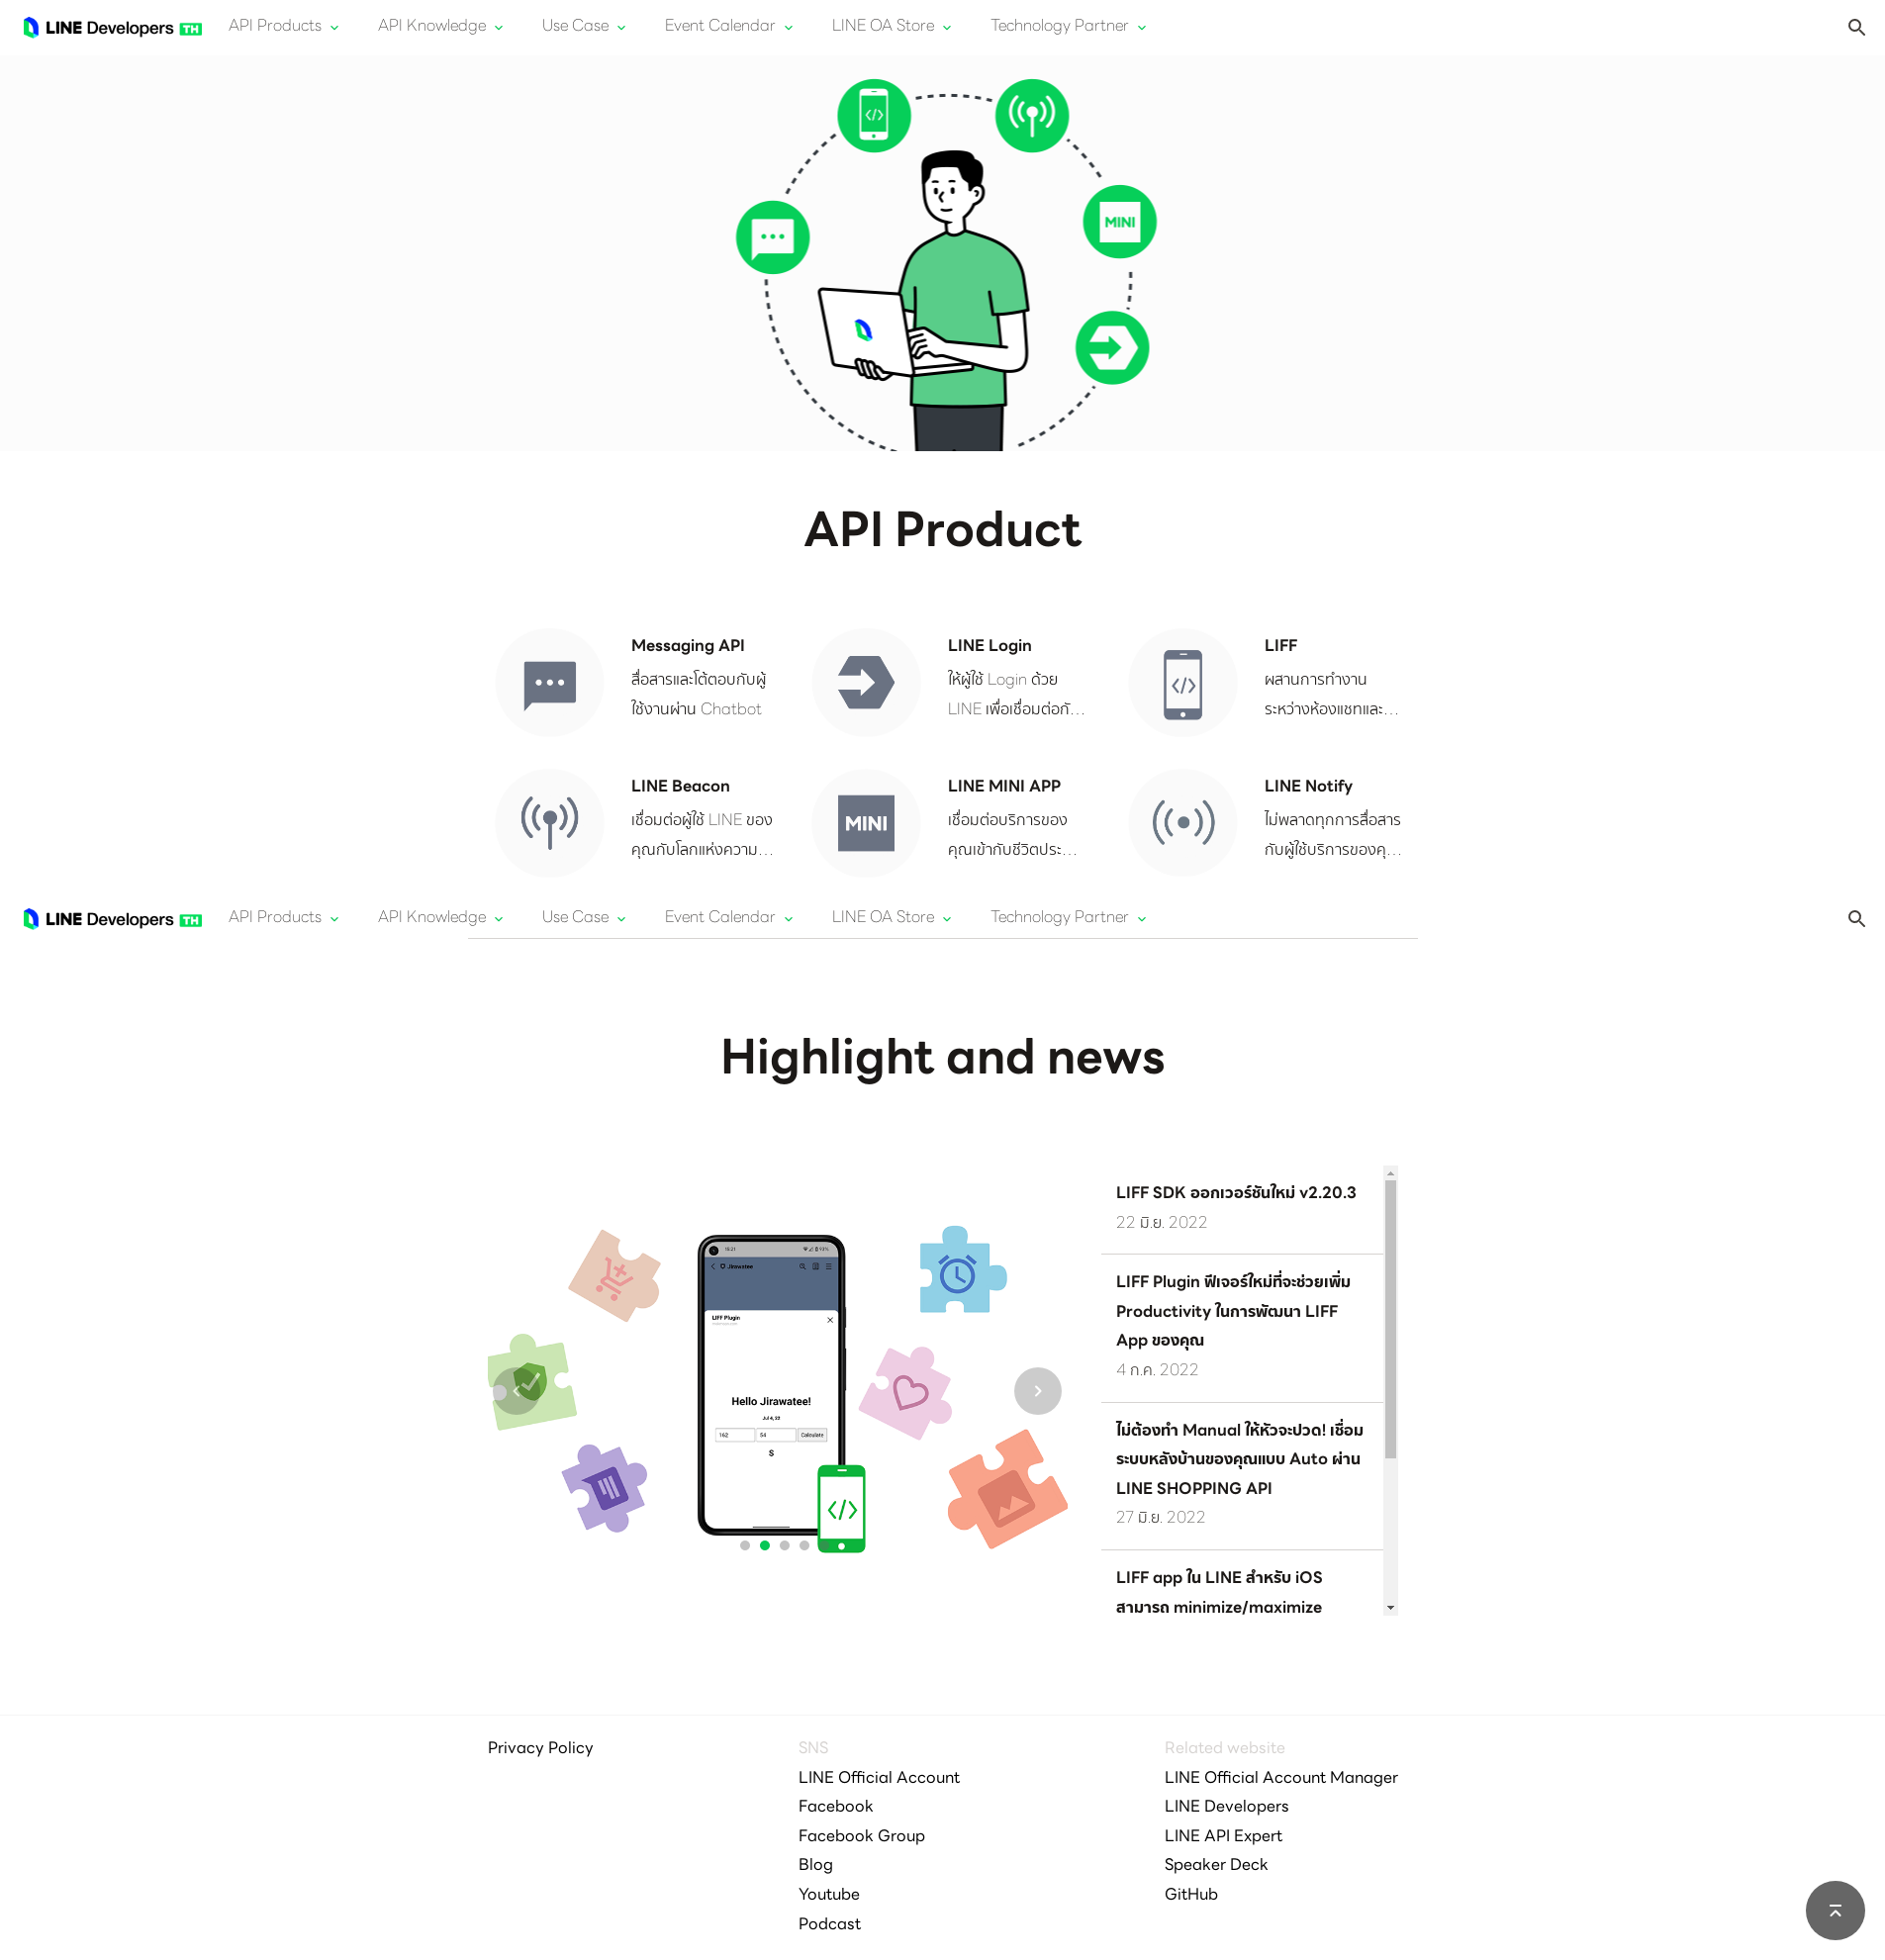 LINE Developers TH
API Products
API Knowledge
Use Case
Event Calendar
LINE OA Store
Technology Partner
MINI
API Product
Messaging API
สื่อสารและโต้ตอบกับผู้
ใช้งานผ่าน Chatbot
LINE Login
ให้ผู้ใช้ Login ด้วย
LINE เพื่อเชื่อมต่อกั...
LIFF
ผสานการทำงาน
ระหว่างห้องแชทและ...
LINE Beacon
เชื่อมต่อผู้ใช้ LINE ของ
คุณกับโลกแห่งความ...
MINI
LINE MINI APP
เชื่อมต่อบริการของ
คุณเข้ากับชีวิตประ...
LINE Notify
ไม่พลาดทุกการสื่อสาร
กับผู้ใช้บริการของคุ...
LINE Developers TH
API Products
API Knowledge
Use Case
Event Calendar
LINE OA Store
Technology Partner
Highlight and news
Jirawatee
LIFF Plugin
Hello Jirawatee!
Jul 4, 22
162
54
Calculate
S
LIFF SDK ออกเวอร์ชันใหม่ v2.20.3
22 มิ.ย. 2022
LIFF Plugin ฟีเจอร์ใหม่ที่จะช่วยเพิ่ม
Productivity ในการพัฒนา LIFF
App ของคุณ
4 ก.ค. 2022
ไม่ต้องทำ Manual ให้หัวจะปวด! เชื่อม
ระบบหลังบ้านของคุณแบบ Auto ผ่าน
LINE SHOPPING API
27 มิ.ย. 2022
LIFF app ใน LINE สำหรับ iOS
สามารถ minimize/maximize
Privacy Policy
SNS
LINE Official Account
Facebook
Facebook Group
Blog
Youtube
Podcast
Related website
LINE Official Account Manager
LINE Developers
LINE API Expert
Speaker Deck
GitHub